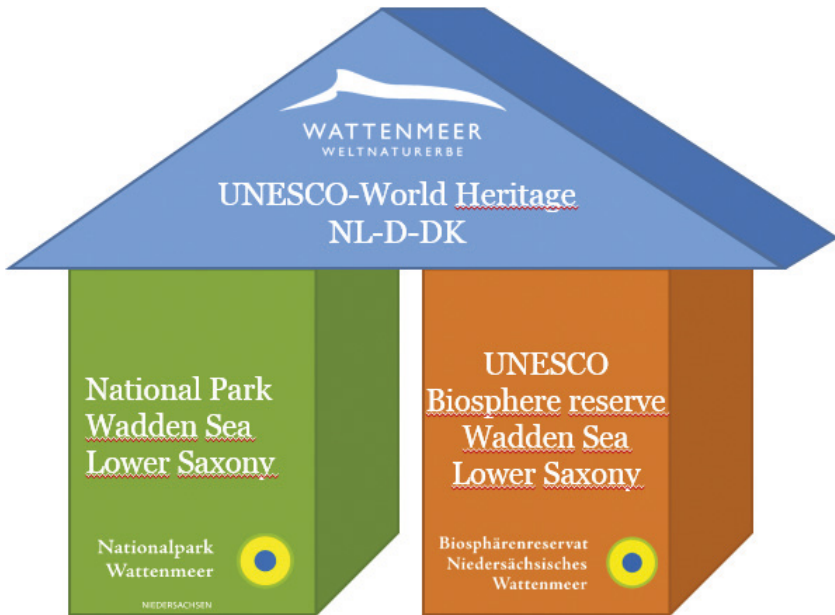 WATTENMEER
WELTNATURERBE
UNESCO-World Heritage
NL-D-DK
National Park
Wadden Sea
Lower Saxony
Nationalpark
Wattenmeer
NIEDERSACHSEN
UNESCO
Biosphere reserve
Wadden Sea
Lower Saxony
Biosphärenreservat
Niedersächsisches
Wattenmeer